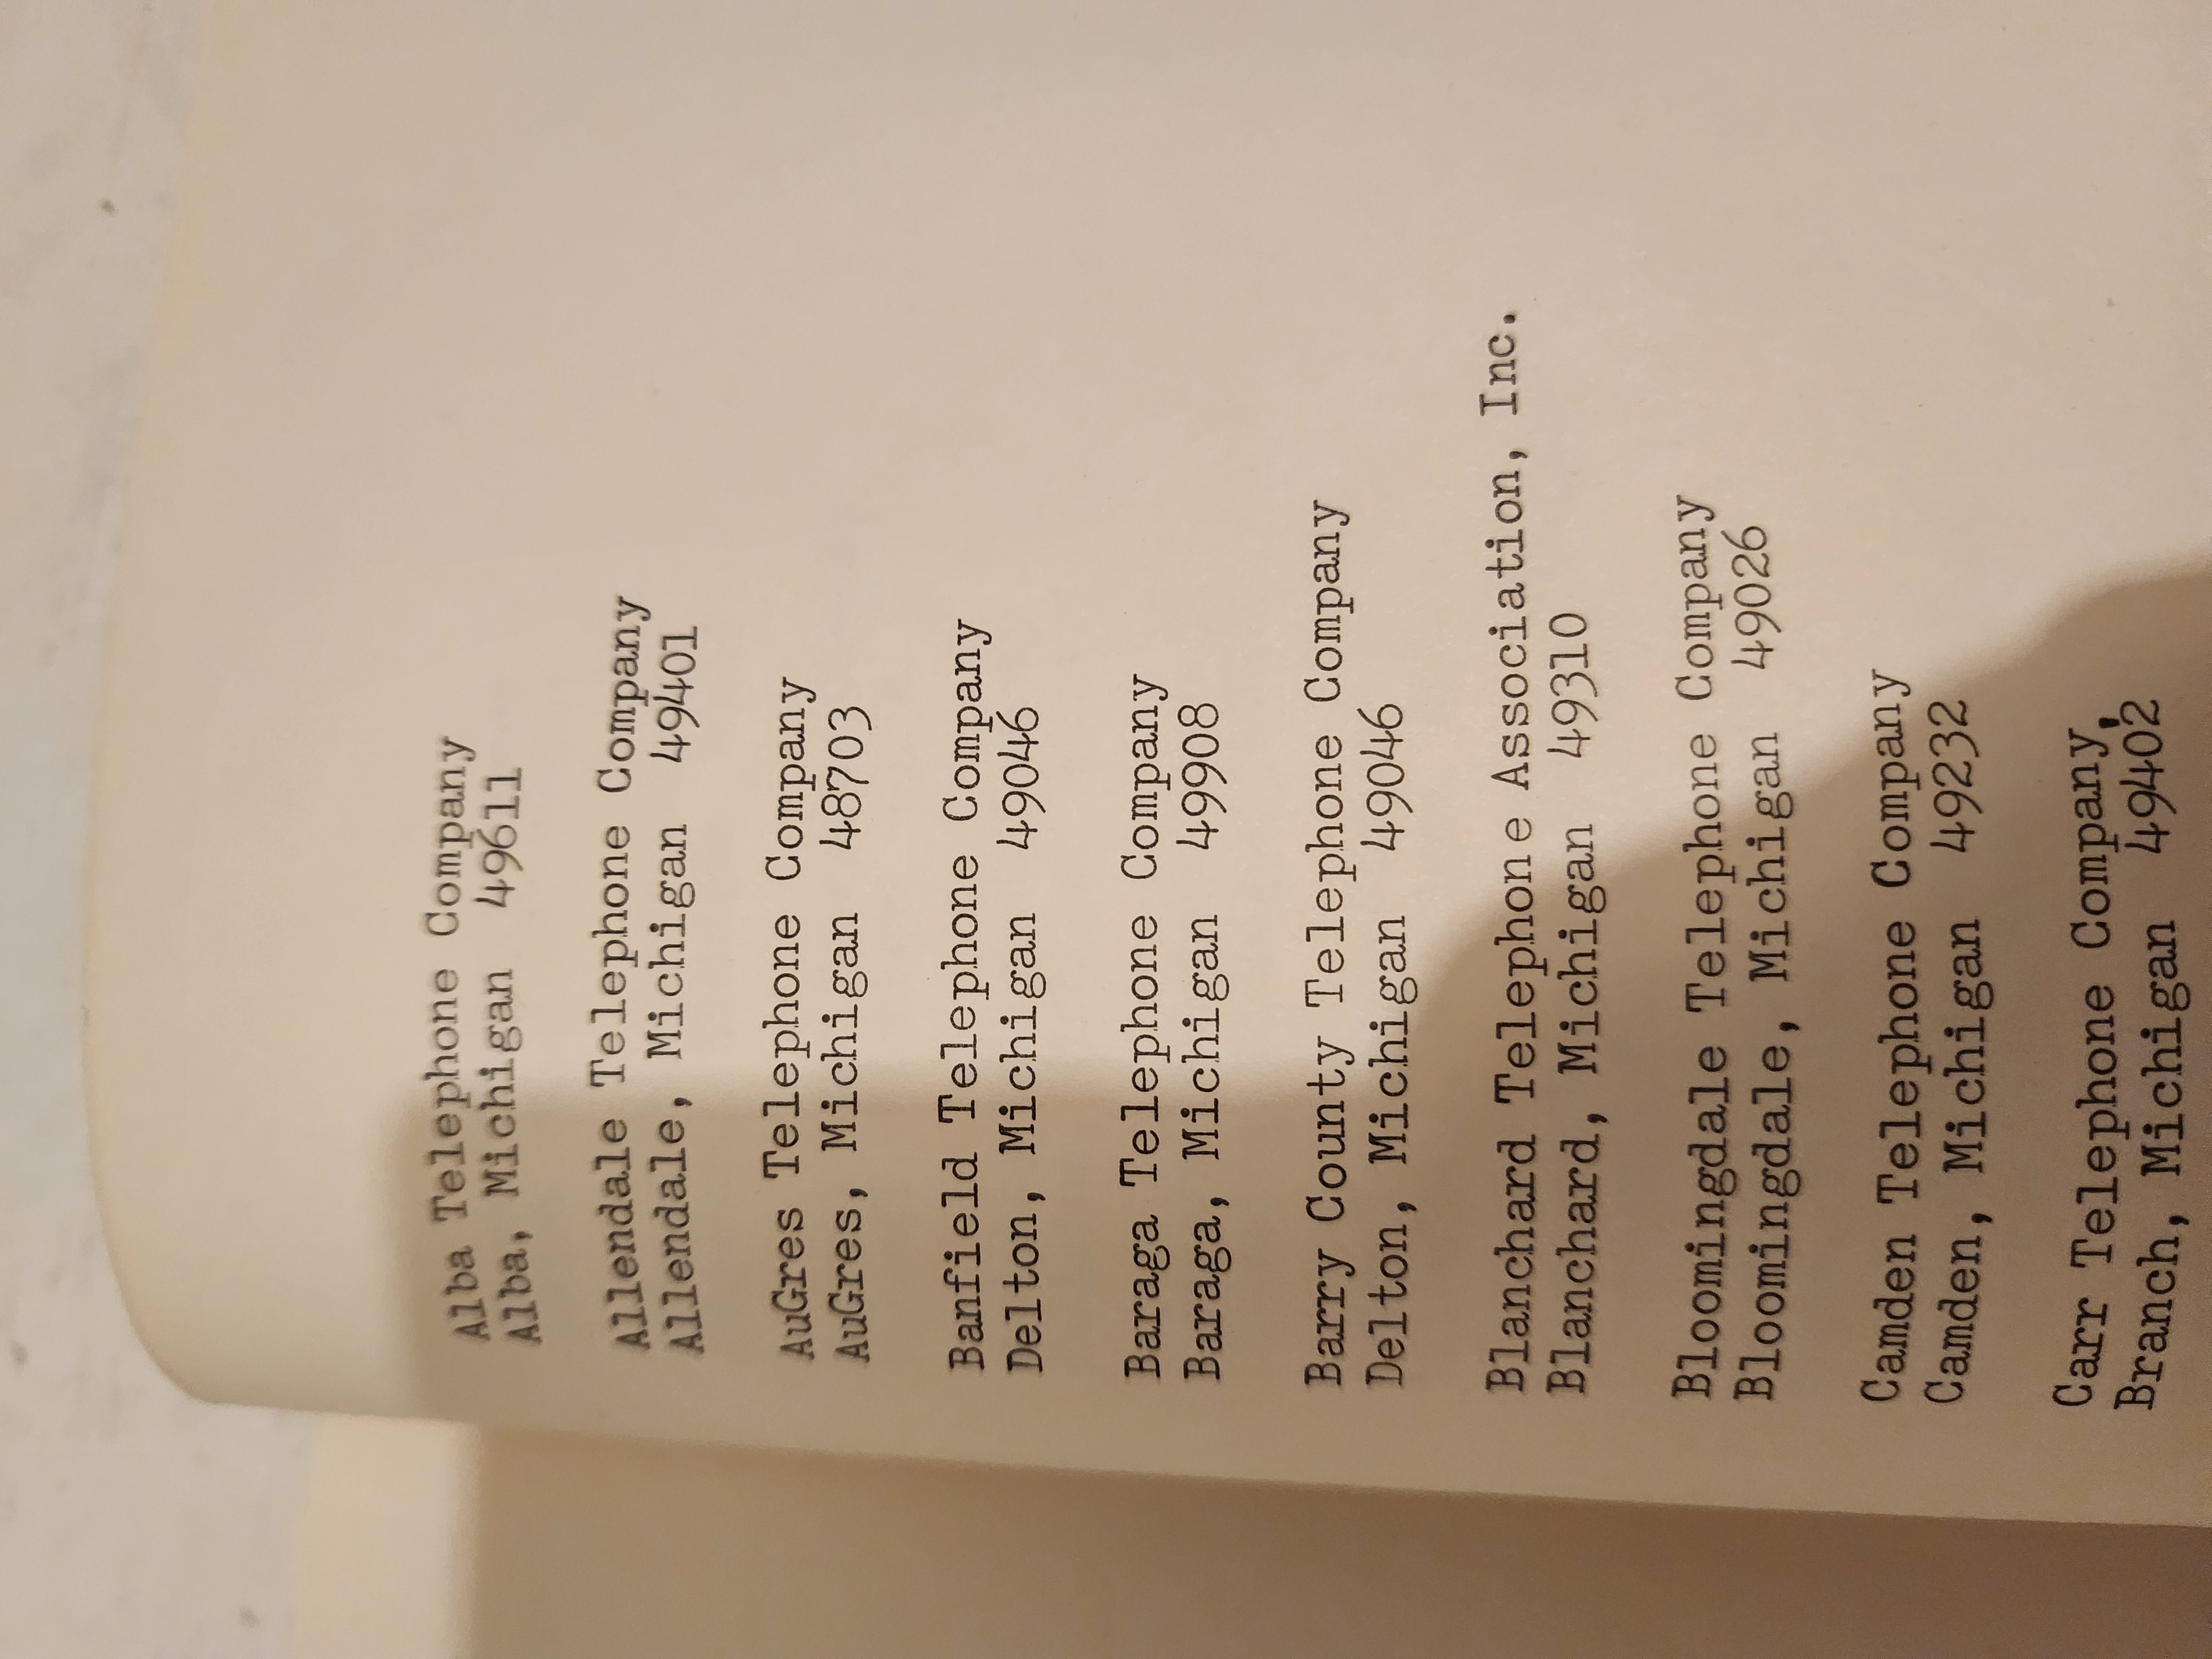 Alba Telephone Company
Alba, Michigan 49611
Allendale Telephone Company
Allendale, Michigan 49401
AuGres Telephone Company
AuGres, Michigan 48703
Banfield Telephone Company
Delton, Michigan 49046
Baraga Telephone Company
Baraga, Michigan 49908
Barry County Telephone Company
Delton, Michigan 49046
Blanchard Telephone Association, Inc.
Blanchard, Michigan 49310
Bloomingdale Telephone Company
Bloomingdale, Michigan 49026
Camden Telephone Company
Camden, Michigan 49232
Carr Telephone Company,
Branch, Michigan 49402